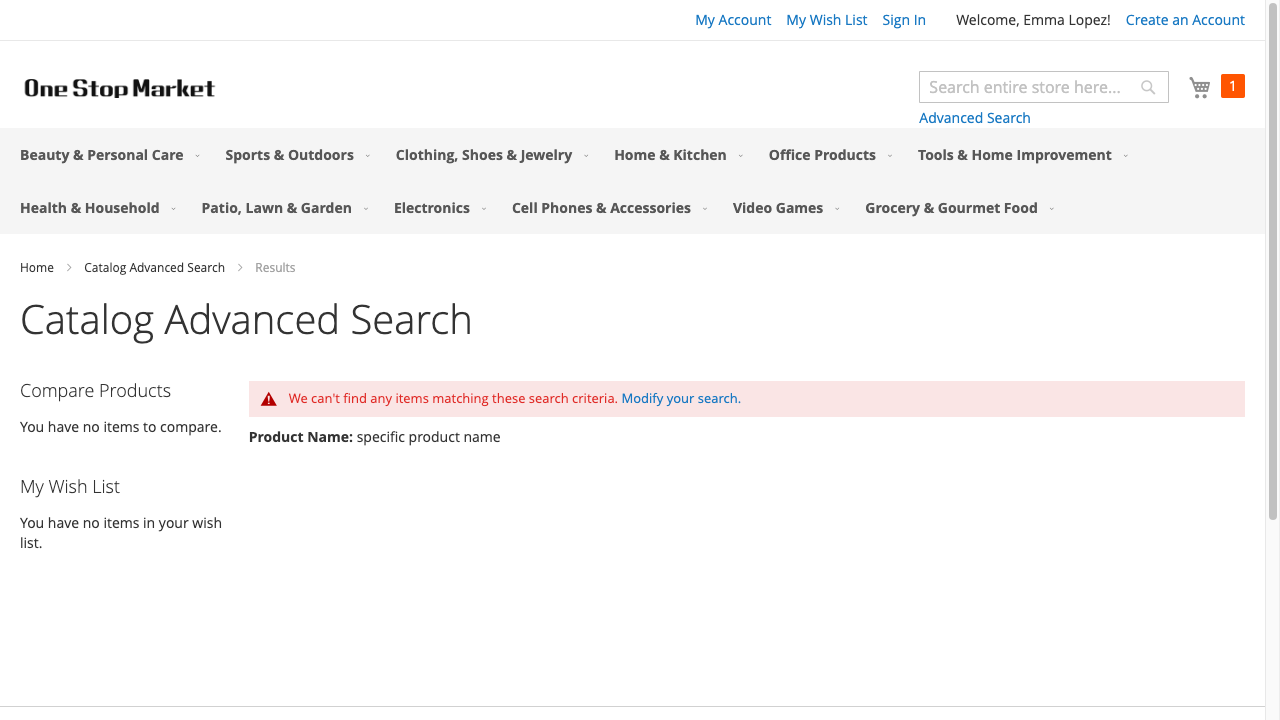 My Account My Wish List Sign In Welcome, Emma Lopez! Create an Account
One Stop Market
Search entire store here... 1
Advanced Search
Beauty & Personal Care Sports & Outdoors Clothing, Shoes & Jewelry Home & Kitchen Office Products Tools & Home Improvement
Health & Household Patio, Lawn & Garden Electronics Cell Phones & Accessories Video Games Grocery & Gourmet Food
Home Catalog Advanced Search Results
Catalog Advanced Search
Compare Products
You have no items to compare.
My Wish List
You have no items in your wish
list.
We can't find any items matching these search criteria. Modify your search.
Product Name: specific product name